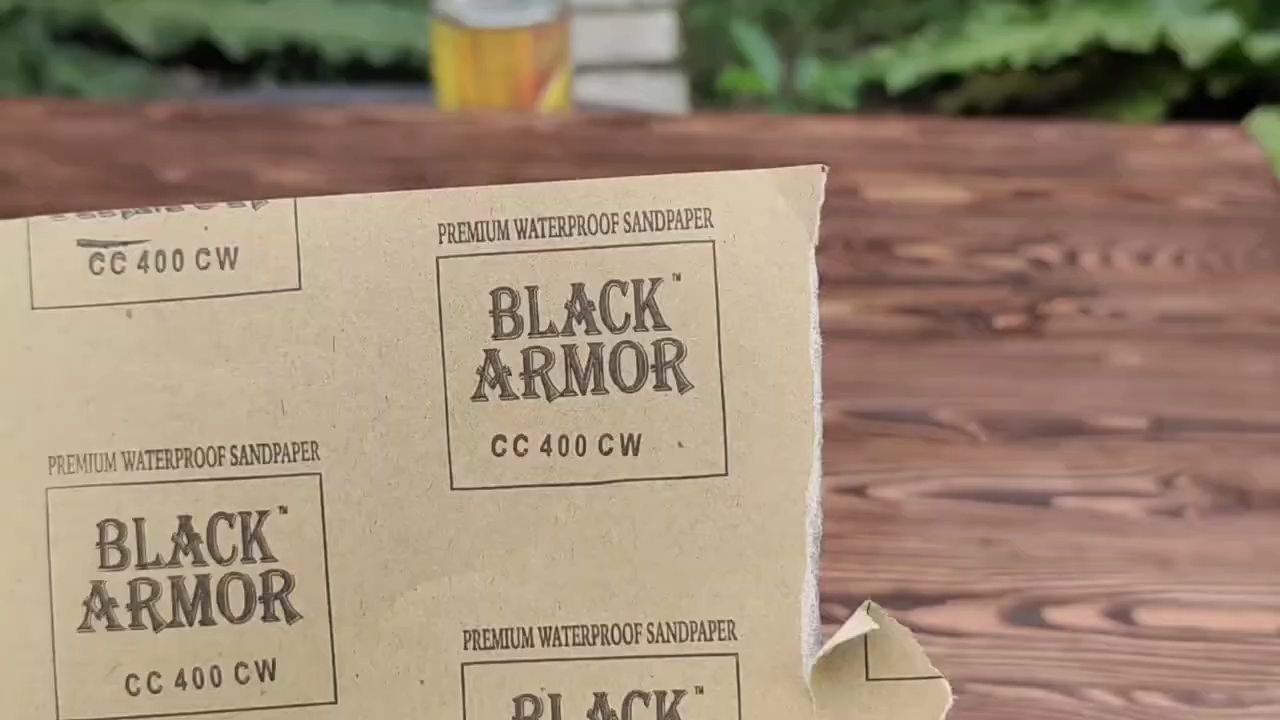 CC 400 CW
PREMIUM WATERPROOF SANDPAPER
BLACK™
ARMOR
CC 400 CW
PREMIUM WATERPROOF SANDPAPER
BLACK™
ARMOR
CC 400 CW
PREMIUM WATERPROOF SANDPAPER
BLACK™